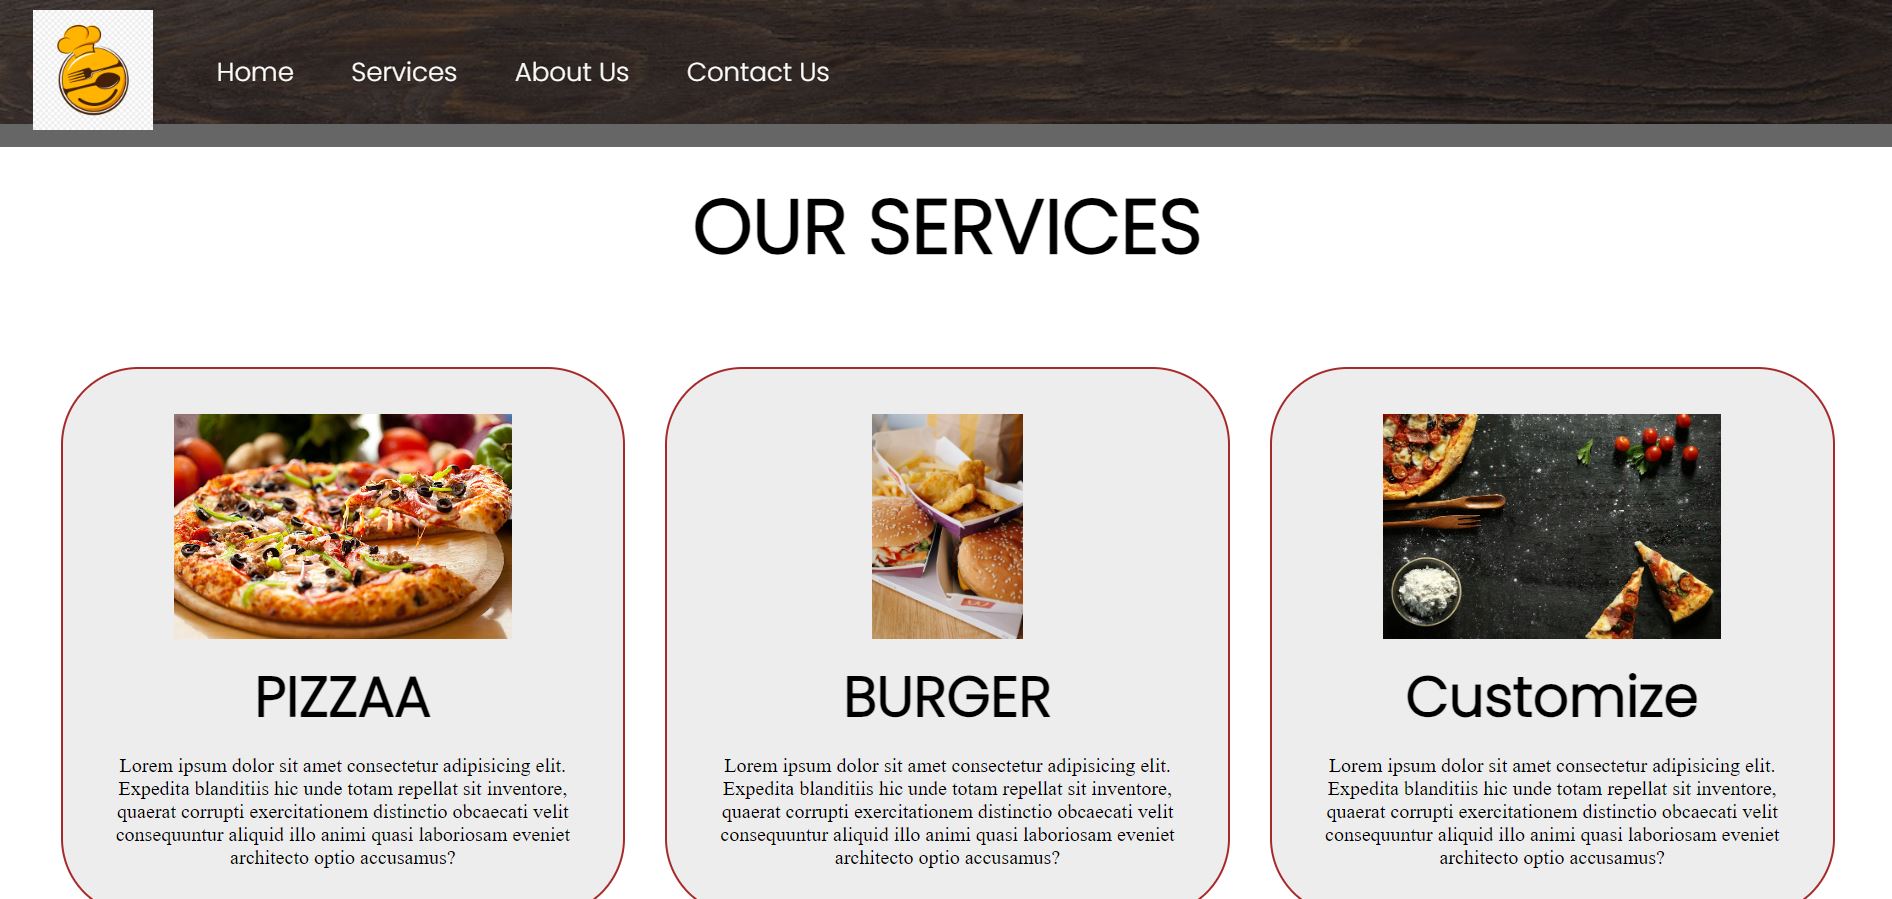 Home Services About Us Contact Us
OUR SERVICES
PIZZAA
Lorem ipsum dolor sit amet consectetur adipisicing elit.
Expedita blanditiis hic unde totam repellat sit inventore,
quaerat corrupti exercitationem distinctio obcaecati velit
consequuntur aliquid illo animi quasi laboriosam eveniet
architecto optio accusamus?
BURGER
Lorem ipsum dolor sit amet consectetur adipisicing elit.
Expedita blanditiis hic unde totam repellat sit inventore,
quaerat corrupti exercitationem distinctio obcaecati velit
consequuntur aliquid illo animi quasi laboriosam eveniet
architecto optio accusamus?
Customize
Lorem ipsum dolor sit amet consectetur adipisicing elit.
Expedita blanditiis hic unde totam repellat sit inventore,
quaerat corrupti exercitationem distinctio obcaecati velit
consequuntur aliquid illo animi quasi laboriosam eveniet
architecto optio accusamus?